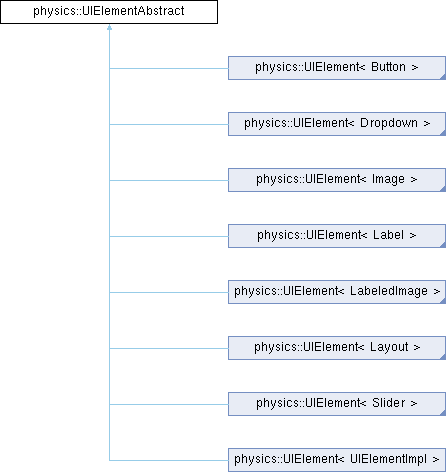 physics::UIElementAbstract
physics::UIElement< Button >
physics::UIElement< Dropdown >
physics::UIElement< Image >
physics::UIElement< Label >
physics::UIElement< LabeledImage >
physics::UIElement< Layout >
physics::UIElement< Slider >
physics::UIElement< UIElementImpl >